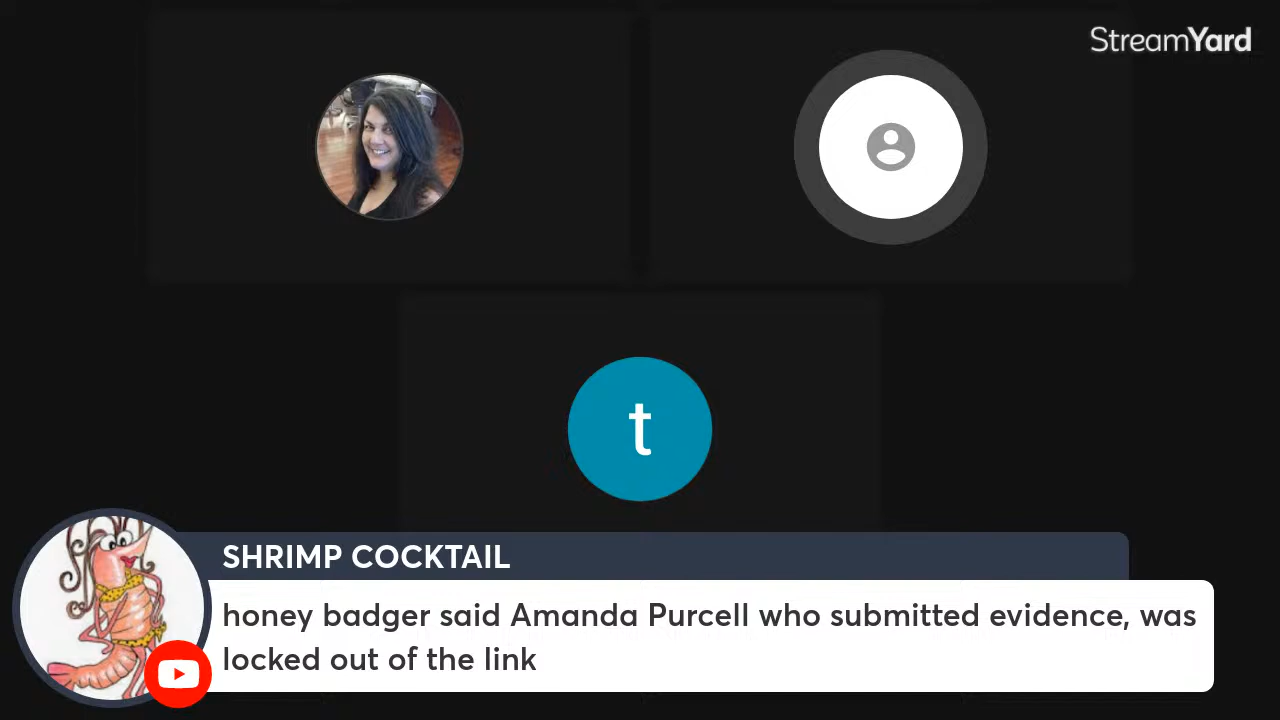 StreamYard
t
SHRIMP COCKTAIL
honey badger said Amanda Purcell who submitted evidence, was
locked out of the link